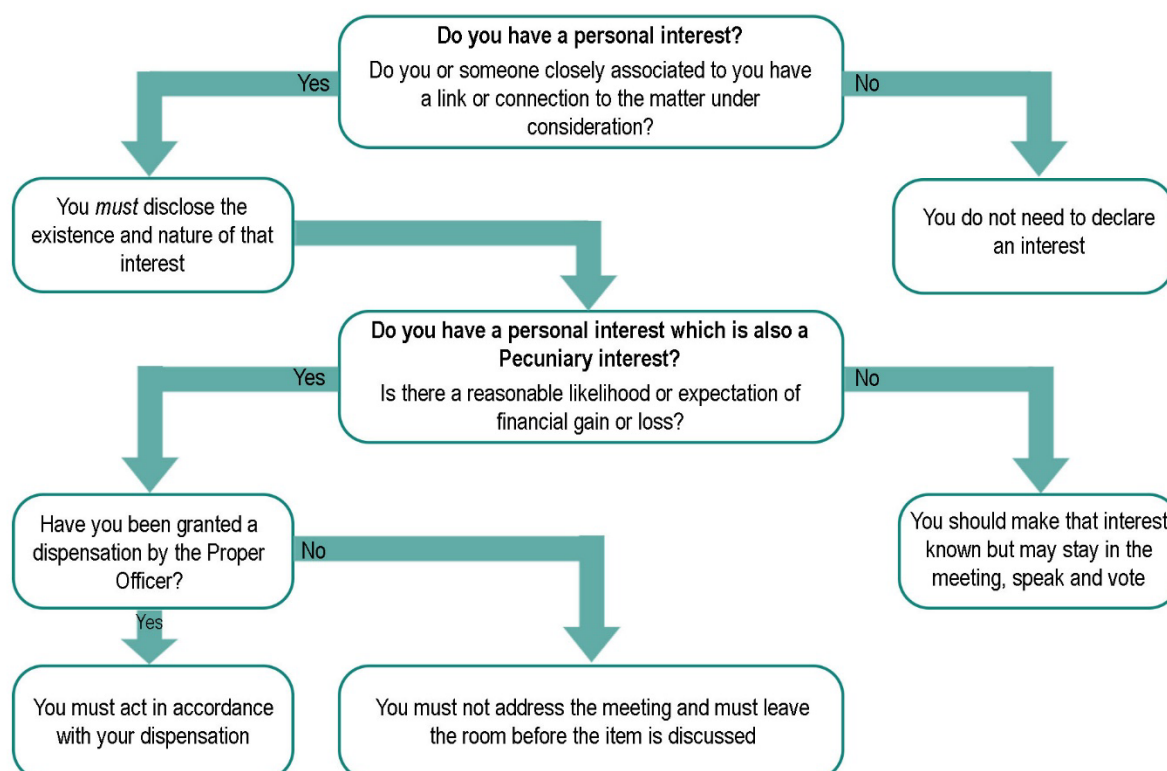 Do you have a personal interest?
Do you or someone closely associated to you have
a link or connection to the matter under
consideration?
Yes
No
You must disclose the
existence and nature of that
interest
You do not need to declare
an interest
Do you have a personal interest which is also a
Pecuniary interest?
Is there a reasonable likelihood or expectation of
financial gain or loss?
Yes
No
Have you been granted a
dispensation by the Proper
Officer?
No
You should make that interest
known but may stay in the
meeting, speak and vote
Yes
You must act in accordance
with your dispensation
You must not address the meeting and must leave
the room before the item is discussed